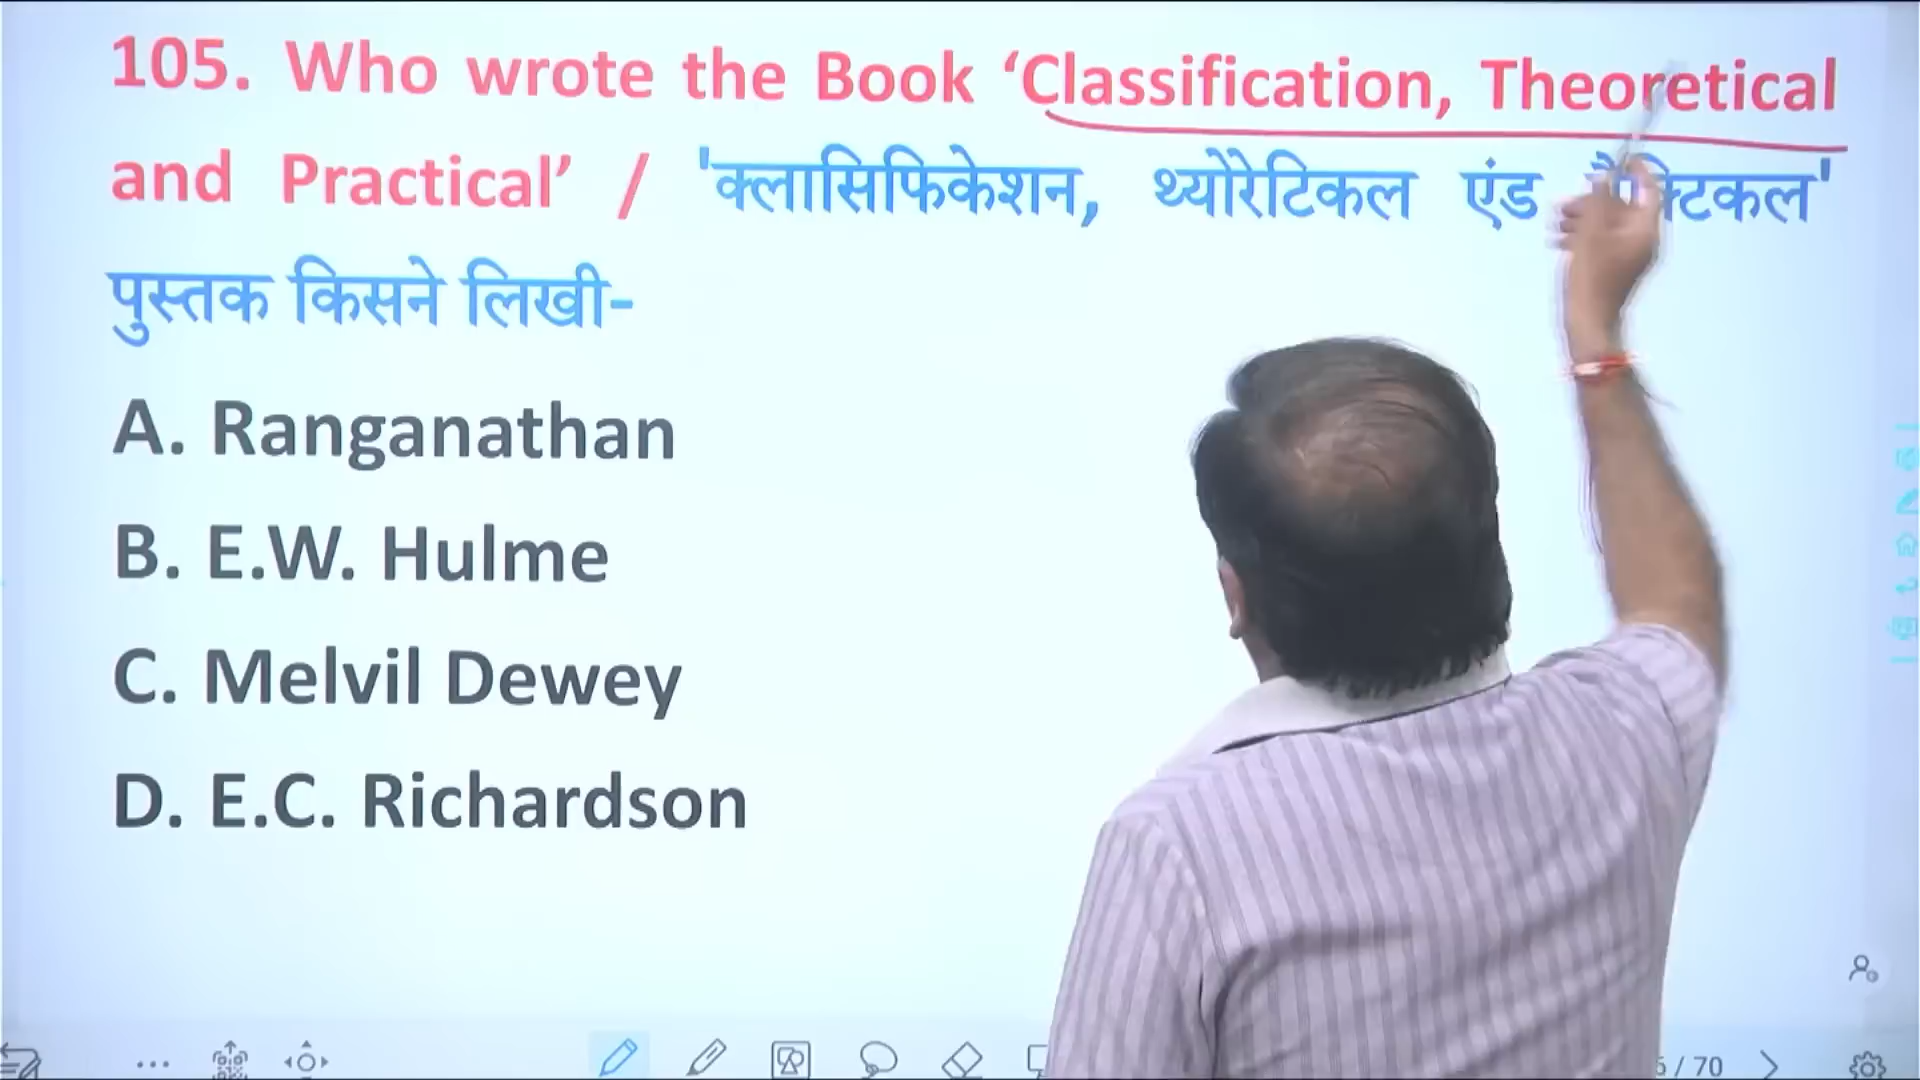 105. Who wrote the Book ‘Classification, Theoretical
and Practical’ / 'क्लासिफिकेशन, थ्योरेटिकल एंड
पुस्तक किसने लिखी-
A. Ranganathan
B. E.W. Hulme
C. Melvil Dewey
D. E.C. Richardson
/ 70